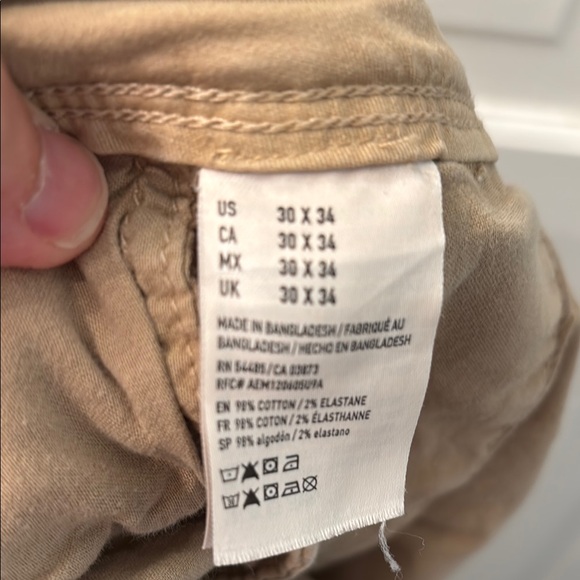 US 30 X 34
CA 30 X 34
MX 30 X 34
UK 30 X 34
MADE IN BANGLADESH / FABRIQUÉ AU
BANGLADESH / HECHO EN BANGLADESH
RN 54485 / CA 03873
RFC# AEM120605U9A
EN 98% COTTON / 2% ELASTANE
FR 98% COTON / 2% ÉLASTHANNE
SP 98% algodón / 2% elastano